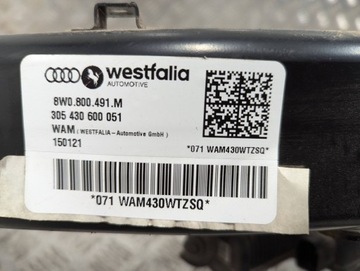 westfalia
AUTOMOTIVE
8W0.800.491.M
305 430 600 051
WAM ( WESTFALIA - Automotive GmbH )
150121
*071 WAM430WTZSQ*
*071 WAM430WTZSQ*